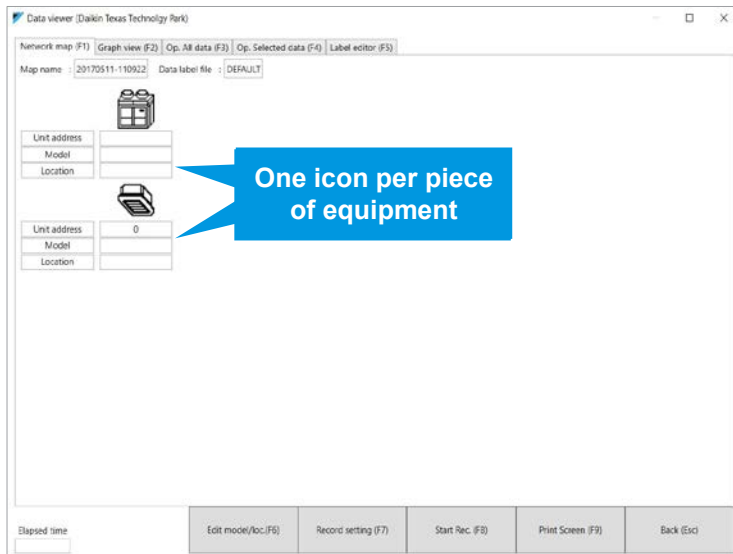 Data viewer (Daikin Texas Technolgy Park)
Network map (F1) Graph view (F2) Op. All data (F3) Op. Selected data (F4) Label editor (F5)
Map name : 20170511-110922 Data label file : DEFAULT
Unit address
Model
Location
One icon per piece
of equipment
Unit address 0
Model
Location
Elapsed time
Edit model/loc.(F6) Record setting (F7) Start Rec. (F8) Print Screen (F9) Back (Esc)